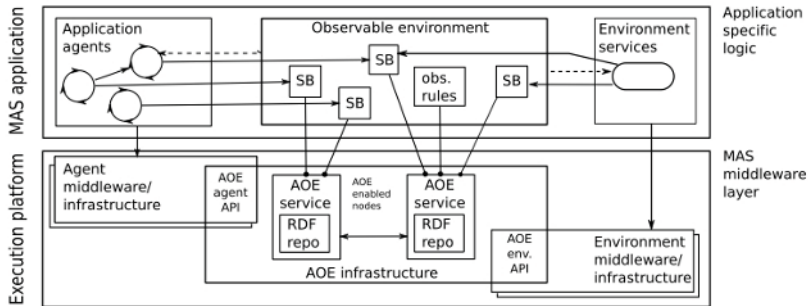 MAS application
Application
agents
Observable environment
Environment
services
Application
specific
logic
SB
SB
SB
obs.
rules
SB
Execution platform
Agent
middleware/
infrastructure
AOE
agent
API
AOE
service
RDF
repo
AOE
enabled
nodes
AOE
service
RDF
repo
AOE infrastructure
AOE
env.
API
Environment
middleware/
infrastructure
MAS
middleware
layer